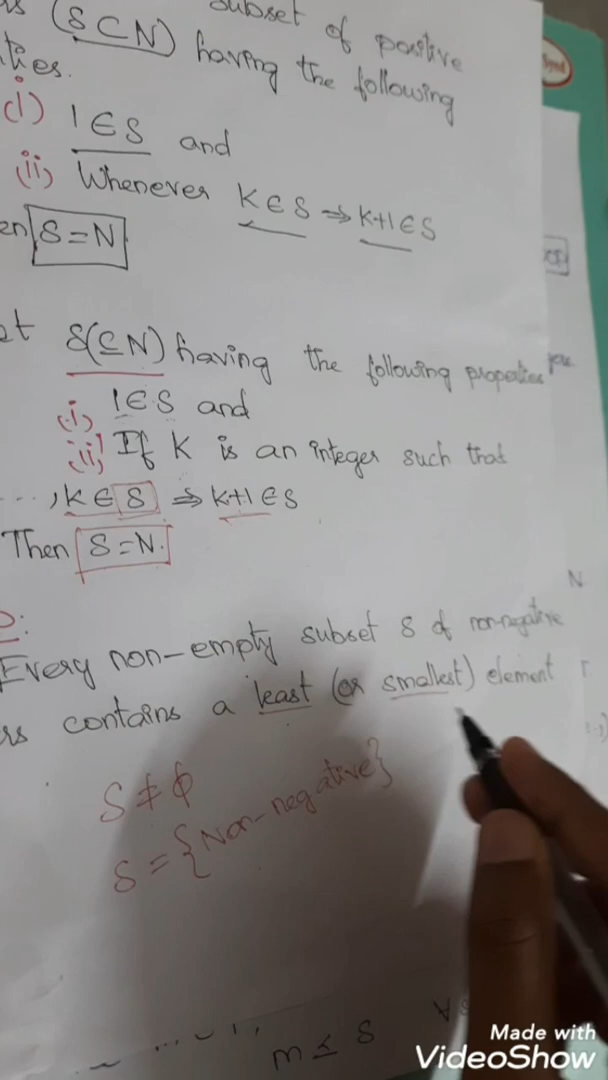 (S⊂N) subset of positive
having the following
ties.
(i) 1∈S and
(ii) Whenever K∈S ⇒ K+1∈S
en S=N
et S(⊆N) having the following properties
(i) 1∈S and
(ii) If K is an integer such that
..., K∈S ⇒ K+1∈S
Then S=N.
N
Every non-empty subset S of non-negative
rs contains a least (or smallest) element
S≠ϕ
S={Non-negative}
m≤s ∀
Made with
VideoShow